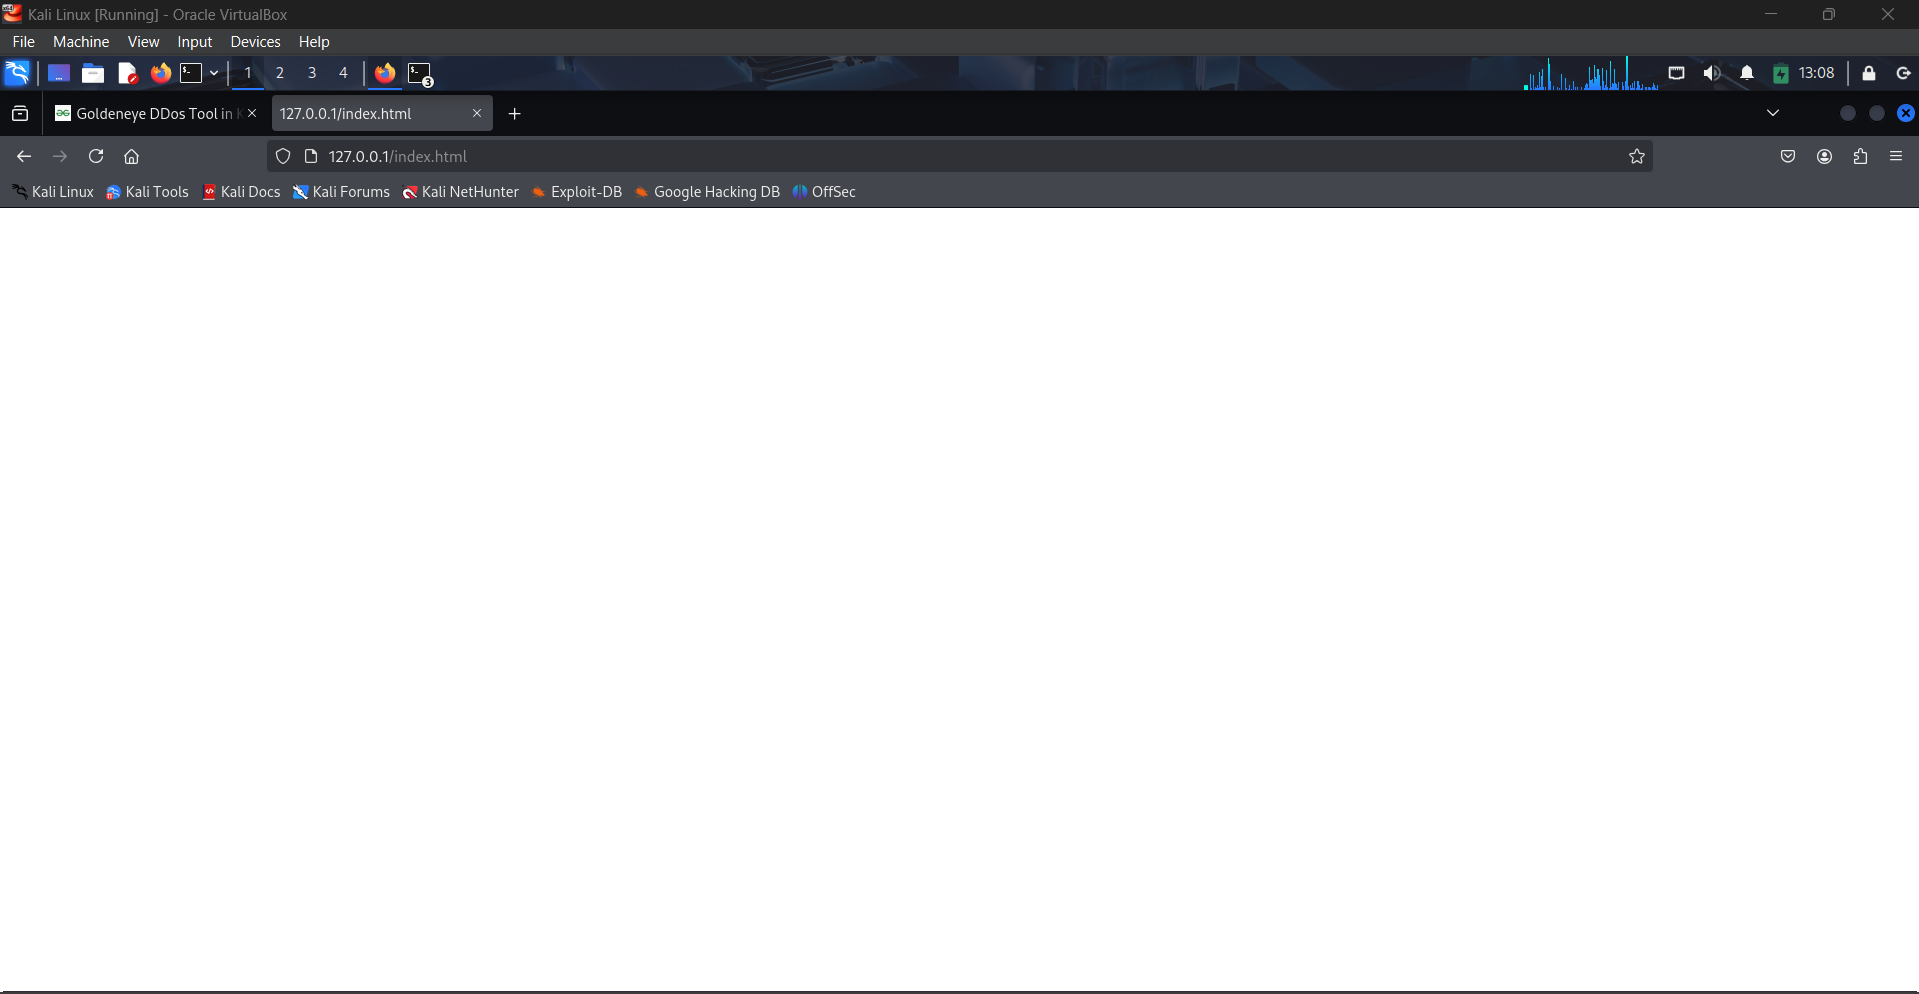 Kali Linux [Running] - Oracle VirtualBox
File Machine View Input Devices Help
1 2 3 4 3 13:08
Goldeneye DDos Tool in 127.0.0.1/index.html
127.0.0.1/index.html
Kali Linux Kali Tools Kali Docs Kali Forums Kali NetHunter Exploit-DB Google Hacking DB OffSec